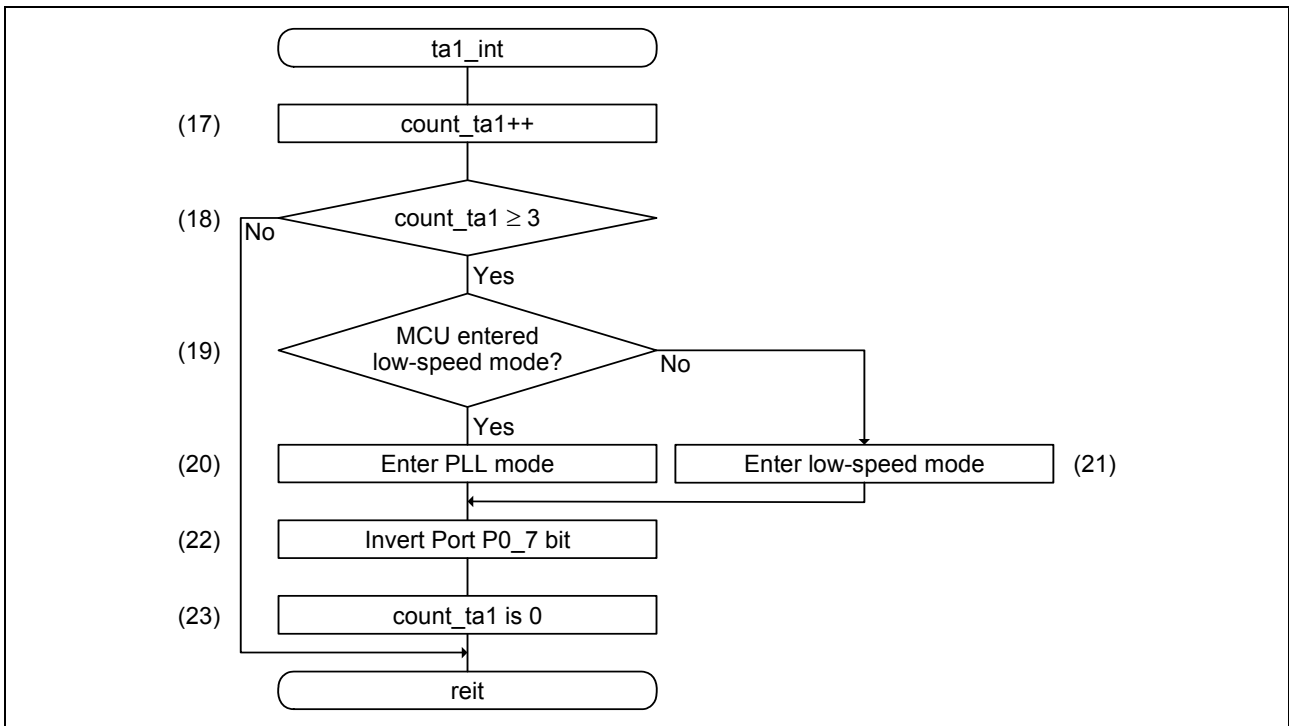 ta1_int
(17)
count_ta1++
(18)
count_ta1 ≥ 3
No
Yes
(19)
MCU entered
low-speed mode?
No
Yes
(20)
Enter PLL mode
Enter low-speed mode
(21)
(22)
Invert Port P0_7 bit
(23)
count_ta1 is 0
reit